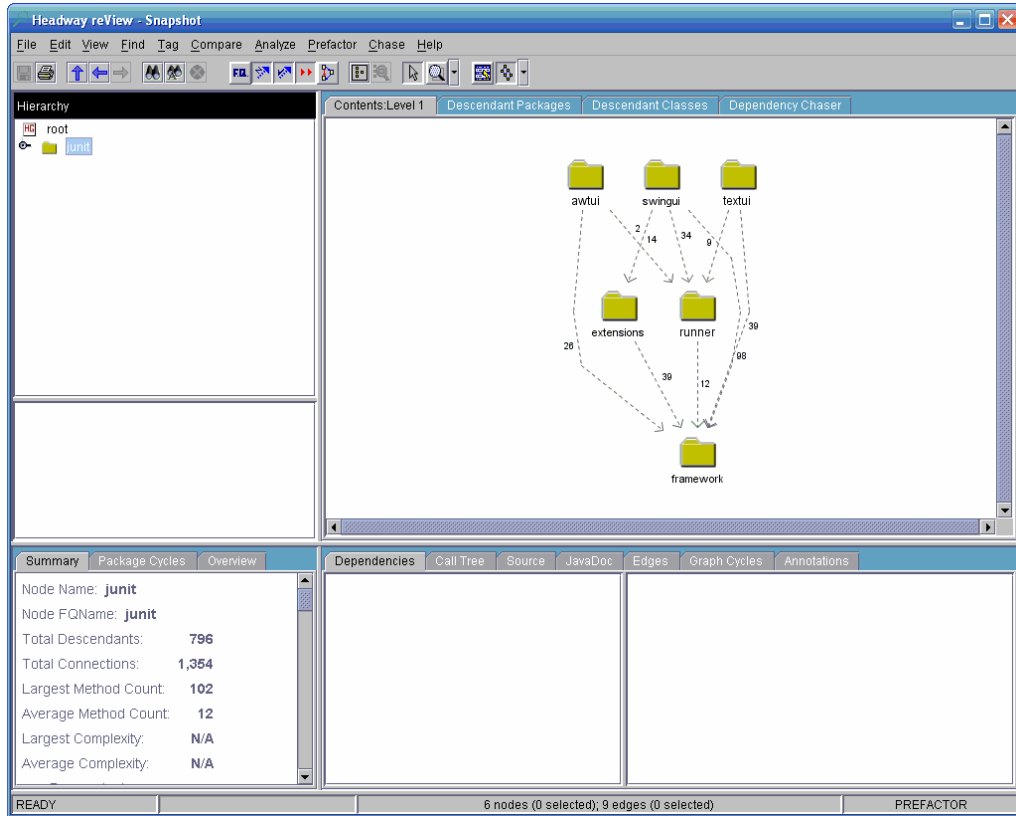 Headway reView - Snapshot
File Edit View Find Tag Compare Analyze Prefactor Chase Help
FQ
Hierarchy
HG root
junit
Contents:Level 1 Descendant Packages Descendant Classes Dependency Chaser
awtui swingui textui
2 14 34 9
extensions runner
26 39 12 98 39
framework
Summary Package Cycles Overview
Node Name: junit
Node FQName: junit
Total Descendants: 796
Total Connections: 1,354
Largest Method Count: 102
Average Method Count: 12
Largest Complexity: N/A
Average Complexity: N/A
Dependencies Call Tree Source JavaDoc Edges Graph Cycles Annotations
READY 6 nodes (0 selected); 9 edges (0 selected) PREFACTOR